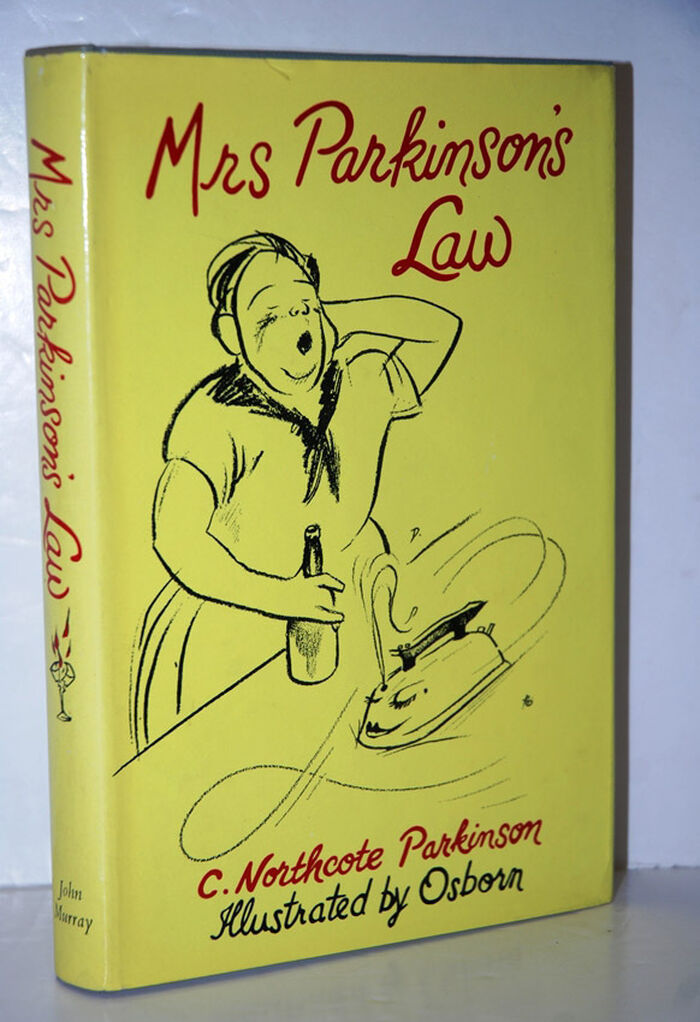 Mrs Parkinson's
Law
C. Northcote Parkinson
Illustrated by Osborn
Mrs Parkinson's Law
John
Murray
D.
D